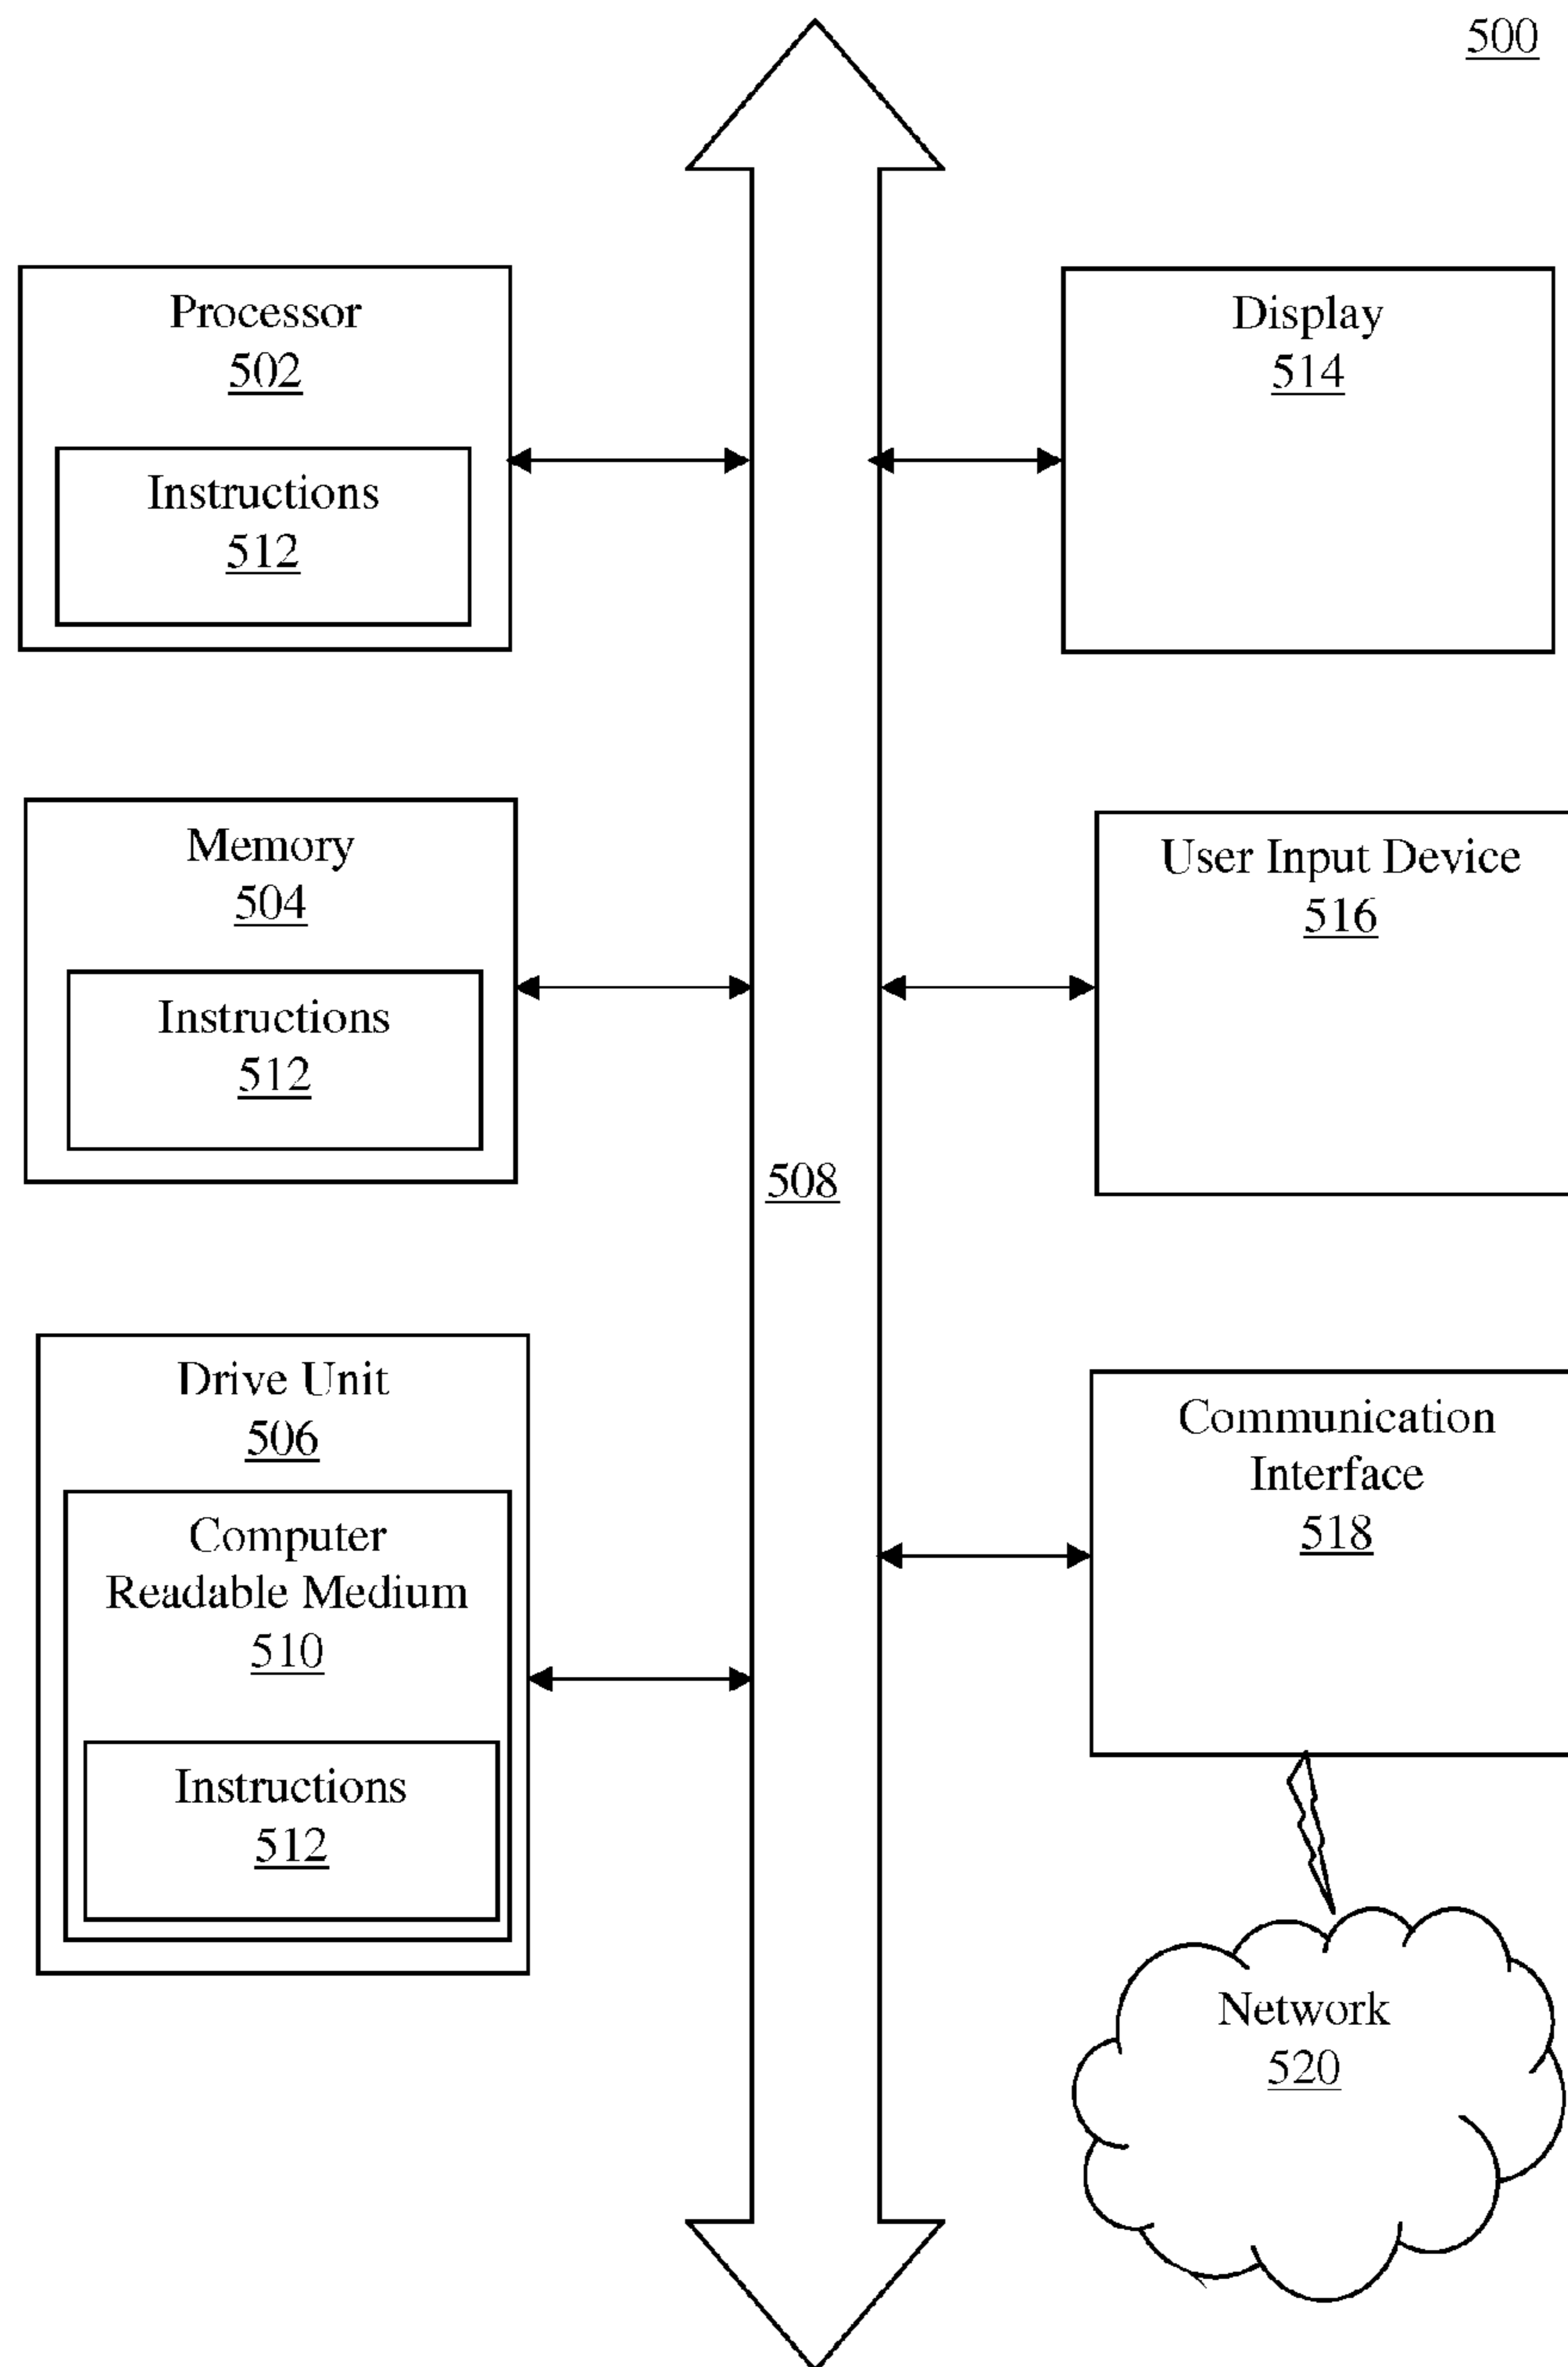 500
Processor
502
Instructions
512
Memory
504
Instructions
512
Drive Unit
506
Computer
Readable Medium
510
Instructions
512
508
Display
514
User Input Device
516
Communication
Interface
518
Network
520